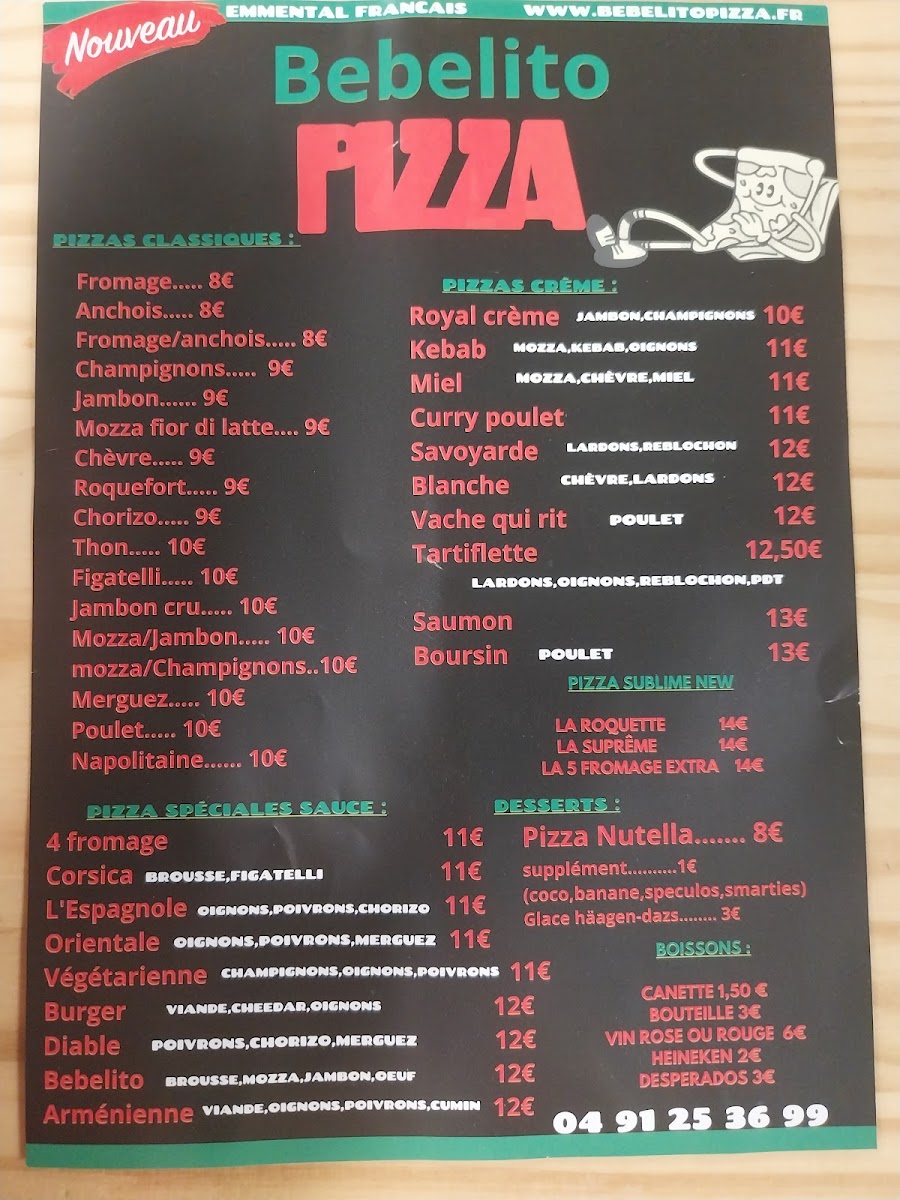 Nouveau
EMMENTAL FRANCAIS
WWW.BEBELITOPIZZA.FR
Bebelito
PIZZA
PIZZAS CLASSIQUES :
Fromage..... 8€
Anchois..... 8€
Fromage/anchois..... 8€
Champignons..... 9€
Jambon...... 9€
Mozza fior di latte.... 9€
Chèvre..... 9€
Roquefort..... 9€
Chorizo..... 9€
Thon..... 10€
Figatelli..... 10€
Jambon cru..... 10€
Mozza/Jambon..... 10€
mozza/Champignons..10€
Merguez..... 10€
Poulet..... 10€
Napolitaine...... 10€
PIZZAS CRÊME :
Royal crème JAMBON,CHAMPIGNONS 10€
Kebab MOZZA,KEBAB,OIGNONS 11€
Miel MOZZA,CHÈVRE,MIEL 11€
Curry poulet 11€
Savoyarde LARDONS,REBLOCHON 12€
Blanche CHÈVRE,LARDONS 12€
Vache qui rit POULET 12€
Tartiflette 12,50€
LARDONS,OIGNONS,REBLOCHON,PDT
Saumon 13€
Boursin POULET 13€
PIZZA SUBLIME NEW
LA ROQUETTE 14€
LA SUPRÊME 14€
LA 5 FROMAGE EXTRA 14€
PIZZA SPÉCIALES SAUCE :
4 fromage 11€
Corsica BROUSSE,FIGATELLI 11€
L'Espagnole OIGNONS,POIVRONS,CHORIZO 11€
Orientale OIGNONS,POIVRONS,MERGUEZ 11€
Végétarienne CHAMPIGNONS,OIGNONS,POIVRONS 11€
Burger VIANDE,CHEEDAR,OIGNONS 12€
Diable POIVRONS,CHORIZO,MERGUEZ 12€
Bebelito BROUSSE,MOZZA,JAMBON,OEUF 12€
Arménienne VIANDE,OIGNONS,POIVRONS,CUMIN 12€
DESSERTS :
Pizza Nutella....... 8€
supplément..........1€
(coco,banane,speculos,smarties)
Glace häagen-dazs........ 3€
BOISSONS :
CANETTE 1,50 €
BOUTEILLE 3€
VIN ROSE OU ROUGE 6€
HEINEKEN 2€
DESPERADOS 3€
04 91 25 36 99